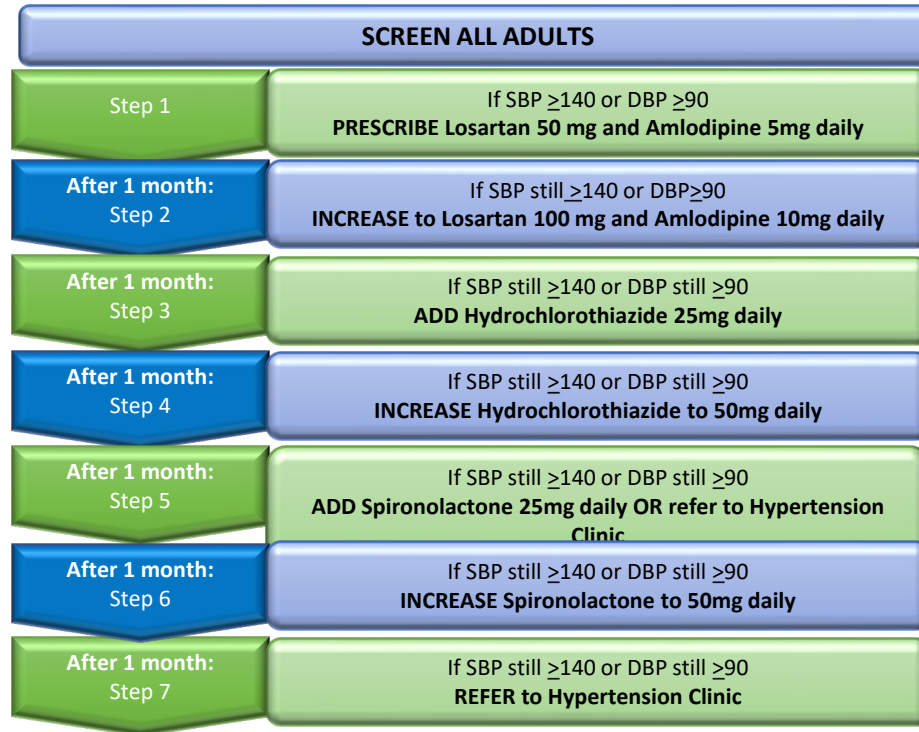 SCREEN ALL ADULTS
Step 1
If SBP ≥140 or DBP ≥90
PRESCRIBE Losartan 50 mg and Amlodipine 5mg daily
After 1 month:
Step 2
If SBP still ≥140 or DBP≥90
INCREASE to Losartan 100 mg and Amlodipine 10mg daily
After 1 month:
Step 3
If SBP still ≥140 or DBP still ≥90
ADD Hydrochlorothiazide 25mg daily
After 1 month:
Step 4
If SBP still ≥140 or DBP still ≥90
INCREASE Hydrochlorothiazide to 50mg daily
After 1 month:
Step 5
If SBP still ≥140 or DBP still ≥90
ADD Spironolactone 25mg daily OR refer to Hypertension
Clinic
After 1 month:
Step 6
If SBP still ≥140 or DBP still ≥90
INCREASE Spironolactone to 50mg daily
After 1 month:
Step 7
If SBP still ≥140 or DBP still ≥90
REFER to Hypertension Clinic